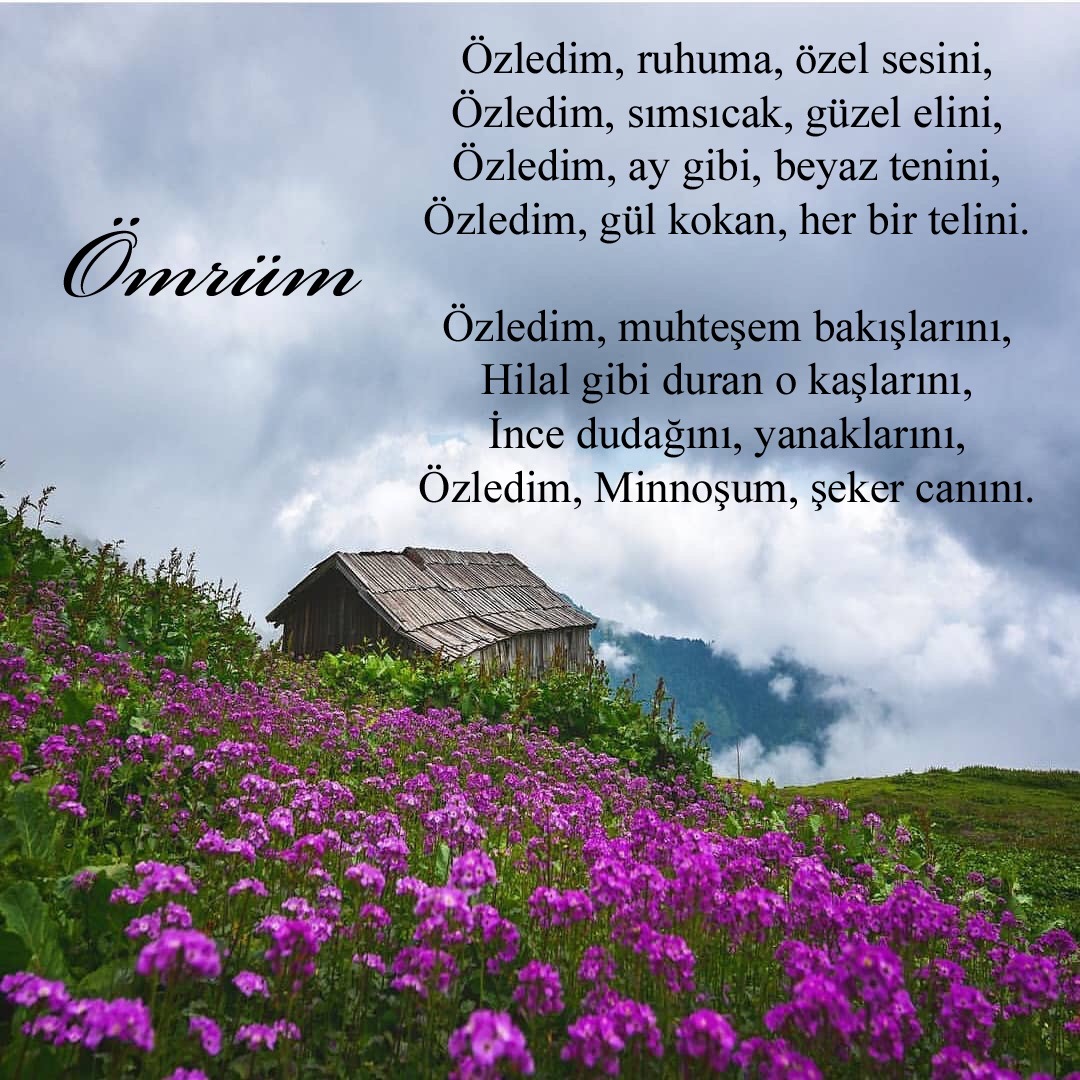 Ömrüm
Özledim, ruhuma, özel sesini,
Özledim, sımsıcak, güzel elini,
Özledim, ay gibi, beyaz tenini,
Özledim, gül kokan, her bir telini.
Özledim, muhteşem bakışlarını,
Hilal gibi duran o kaşlarını,
İnce dudağını, yanaklarını,
Özledim, Minnoşum, şeker canını.